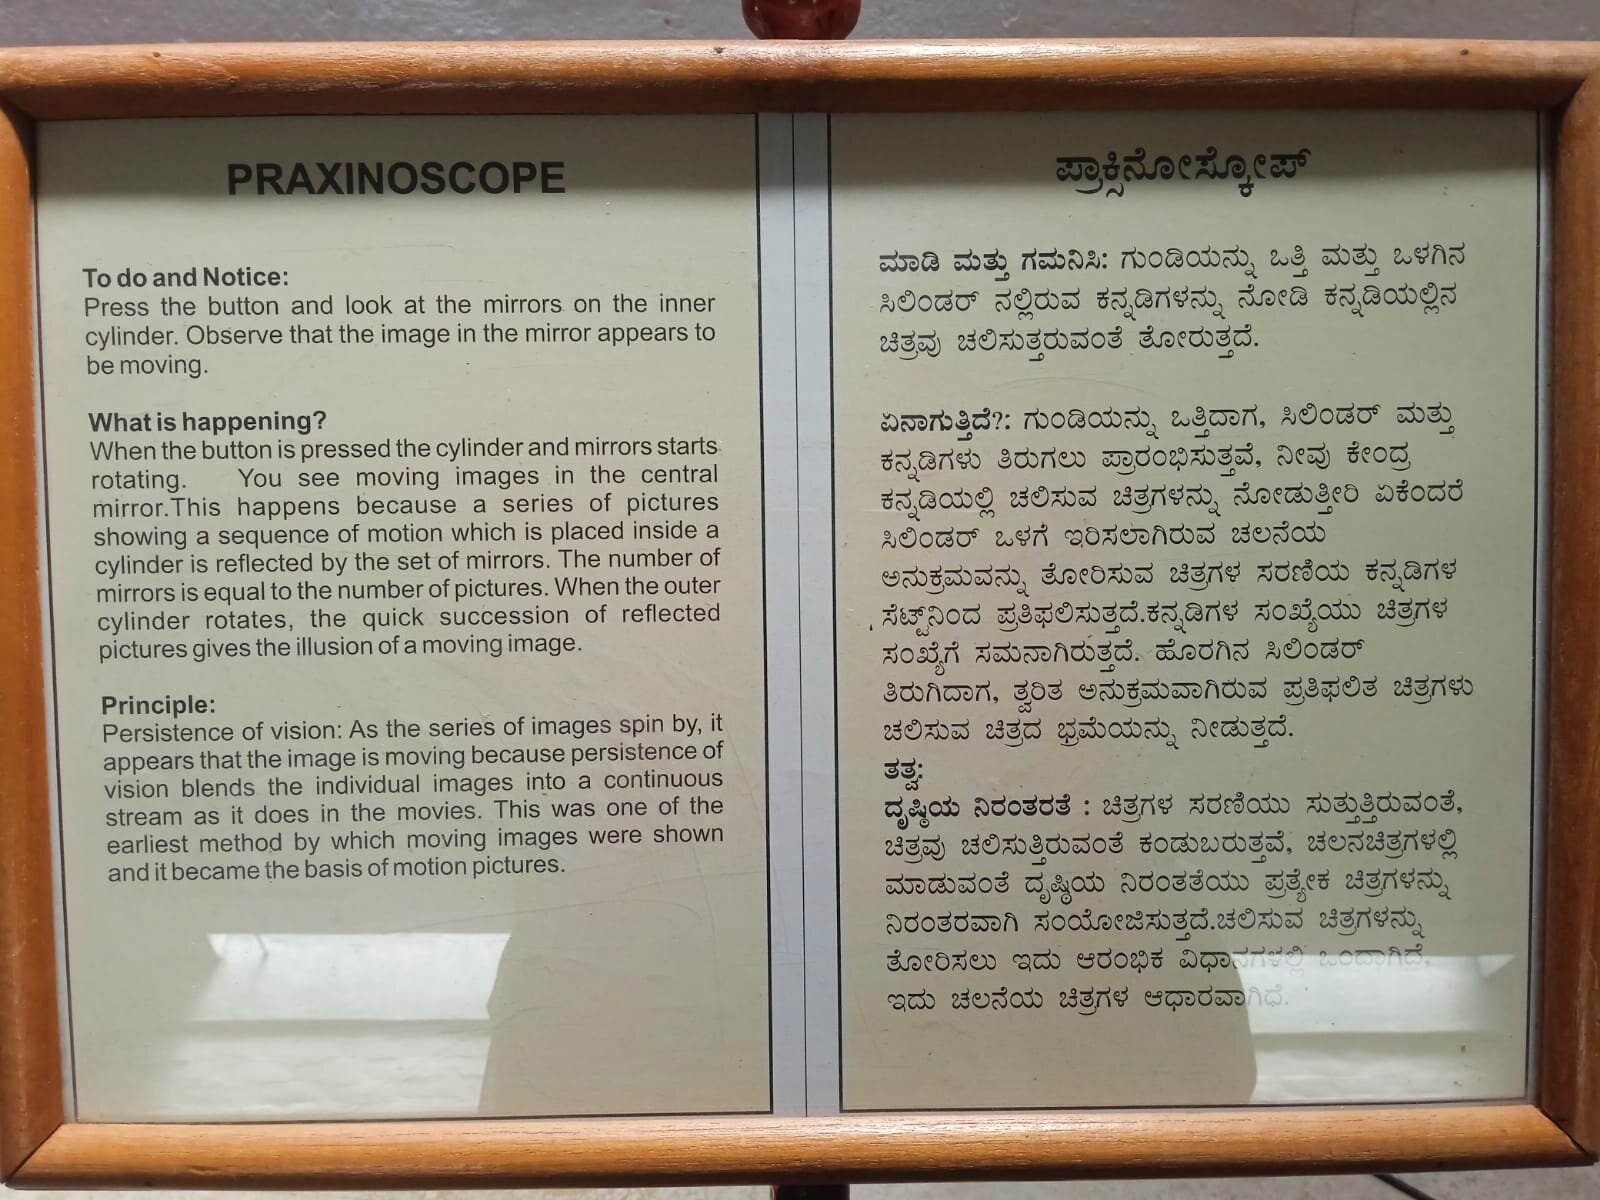 PRAXINOSCOPE
To do and Notice:
Press the button and look at the mirrors on the inner
cylinder. Observe that the image in the mirror appears to
be moving.
What is happening?
When the button is pressed the cylinder and mirrors starts
rotating. You see moving images in the central
mirror.This happens because a series of pictures
showing a sequence of motion which is placed inside a
cylinder is reflected by the set of mirrors. The number of
mirrors is equal to the number of pictures. When the outer
cylinder rotates, the quick succession of reflected
pictures gives the illusion of a moving image.
Principle:
Persistence of vision: As the series of images spin by, it
appears that the image is moving because persistence of
vision blends the individual images into a continuous
stream as it does in the movies. This was one of the
earliest method by which moving images were shown
and it became the basis of motion pictures.
ಪ್ರಾಕ್ಸಿನೋಸ್ಕೋಪ್
ಮಾಡಿ ಮತ್ತು ಗಮನಿಸಿ: ಗುಂಡಿಯನ್ನು ಒತ್ತಿ ಮತ್ತು ಒಳಗಿನ
ಸಿಲಿಂಡರ್ ನಲ್ಲಿರುವ ಕನ್ನಡಿಗಳನ್ನು ನೋಡಿ ಕನ್ನಡಿಯಲ್ಲಿನ
ಚಿತ್ರವು ಚಲಿಸುತ್ತರುವಂತೆ ತೋರುತ್ತದೆ.
ಏನಾಗುತ್ತಿದೆ?: ಗುಂಡಿಯನ್ನು ಒತ್ತಿದಾಗ, ಸಿಲಿಂಡರ್ ಮತ್ತು
ಕನ್ನಡಿಗಳು ತಿರುಗಲು ಪ್ರಾರಂಭಿಸುತ್ತವೆ, ನೀವು ಕೇಂದ್ರ
ಕನ್ನಡಿಯಲ್ಲಿ ಚಲಿಸುವ ಚಿತ್ರಗಳನ್ನು ನೋಡುತ್ತೀರಿ ಏಕೆಂದರೆ
ಸಿಲಿಂಡರ್ ಒಳಗೆ ಇರಿಸಲಾಗಿರುವ ಚಲನೆಯ
ಅನುಕ್ರಮವನ್ನು ತೋರಿಸುವ ಚಿತ್ರಗಳ ಸರಣಿಯ ಕನ್ನಡಿಗಳ
ಸೆಟ್ಟ್‌ನಿಂದ ಪ್ರತಿಫಲಿಸುತ್ತದೆ.ಕನ್ನಡಿಗಳ ಸಂಖ್ಯೆಯು ಚಿತ್ರಗಳ
ಸಂಖ್ಯೆಗೆ ಸಮನಾಗಿರುತ್ತದೆ. ಹೊರಗಿನ ಸಿಲಿಂಡರ್
ತಿರುಗಿದಾಗ, ತ್ವರಿತ ಅನುಕ್ರಮವಾಗಿರುವ ಪ್ರತಿಫಲಿತ ಚಿತ್ರಗಳು
ಚಲಿಸುವ ಚಿತ್ರದ ಭ್ರಮೆಯನ್ನು ನೀಡುತ್ತದೆ.
ತತ್ವ:
ದೃಷ್ಠಿಯ ನಿರಂತರತೆ : ಚಿತ್ರಗಳ ಸರಣಿಯು ಸುತ್ತುತ್ತಿರುವಂತೆ,
ಚಿತ್ರವು ಚಲಿಸುತ್ತಿರುವಂತೆ ಕಂಡುಬರುತ್ತವೆ, ಚಲನಚಿತ್ರಗಳಲ್ಲಿ
ಮಾಡುವಂತೆ ದೃಷ್ಠಿಯ ನಿರಂತತೆಯು ಪ್ರತ್ಯೇಕ ಚಿತ್ರಗಳನ್ನು
ನಿರಂತರವಾಗಿ ಸಂಯೋಜಿಸುತ್ತದೆ.ಚಲಿಸುವ ಚಿತ್ರಗಳನ್ನು
ತೋರಿಸಲು ಇದು ಆರಂಭಿಕ ವಿಧಾನಗಳಲ್ಲಿ ಒಂದಾಗಿದೆ,
ಇದು ಚಲನೆಯ ಚಿತ್ರಗಳ ಆಧಾರವಾಗಿದೆ.